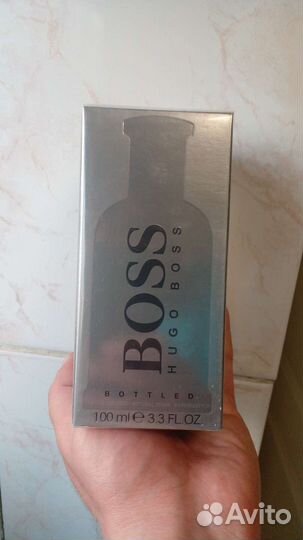 BOSS
HUGO BOSS
BOTTLED
100 ml ℮ 3.3 FL.OZ.
Avito